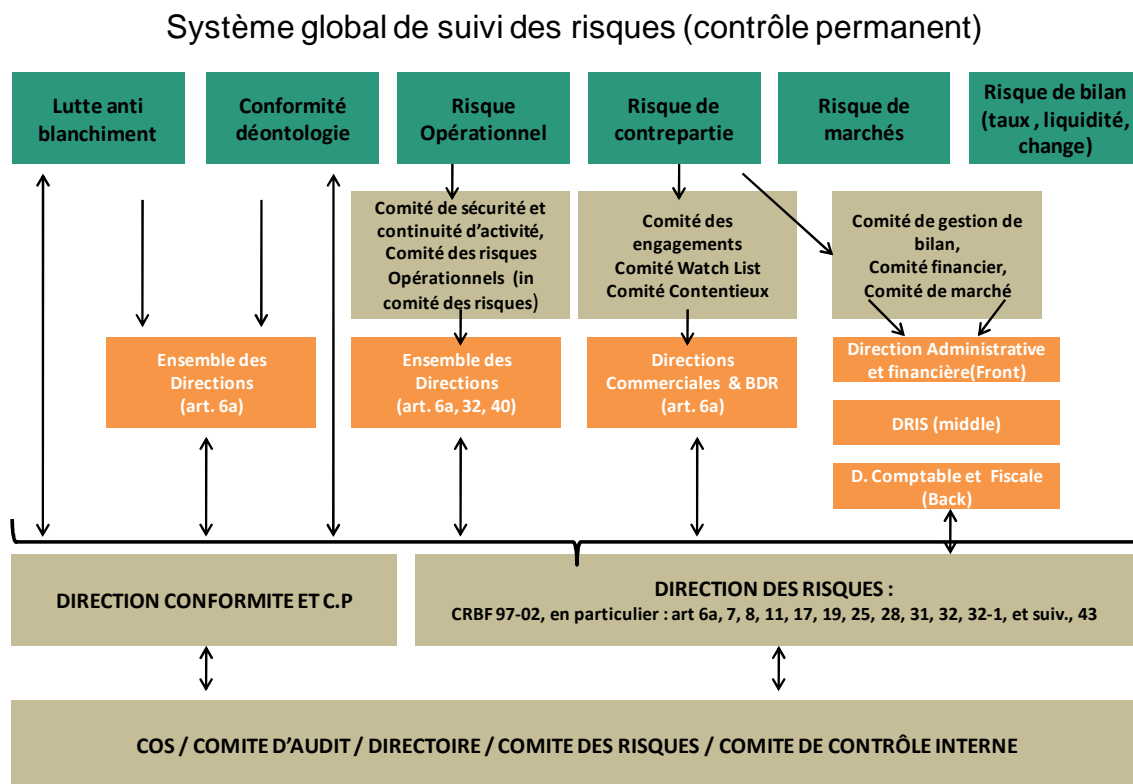 Système global de suivi des risques (contrôle permanent)
Lutte anti
blanchiment
Conformité
déontologie
Risque
Opérationnel
Risque de
contrepartie
Risque de
marchés
Risque de bilan
(taux , liquidité,
change)
Comité de sécurité et
continuité d'activité,
Comité des risques
Opérationnels (in
comité des risques)
Comité des
engagements
Comité Watch List
Comité Contentieux
Comité de gestion de
bilan,
Comité financier,
Comité de marché
Ensemble des
Directions
(art. 6a)
Ensemble des
Directions
(art. 6a, 32, 40)
Directions
Commerciales & BDR
(art. 6a)
Direction Administrative
et financière(Front)
DRIS (middle)
D. Comptable et Fiscale
(Back)
DIRECTION CONFORMITE ET C.P
DIRECTION DES RISQUES :
CRBF 97-02, en particulier : art 6a, 7, 8, 11, 17, 19, 25, 28, 31, 32, 32-1, et suiv., 43
COS / COMITE D'AUDIT / DIRECTOIRE / COMITE DES RISQUES / COMITE DE CONTRÔLE INTERNE